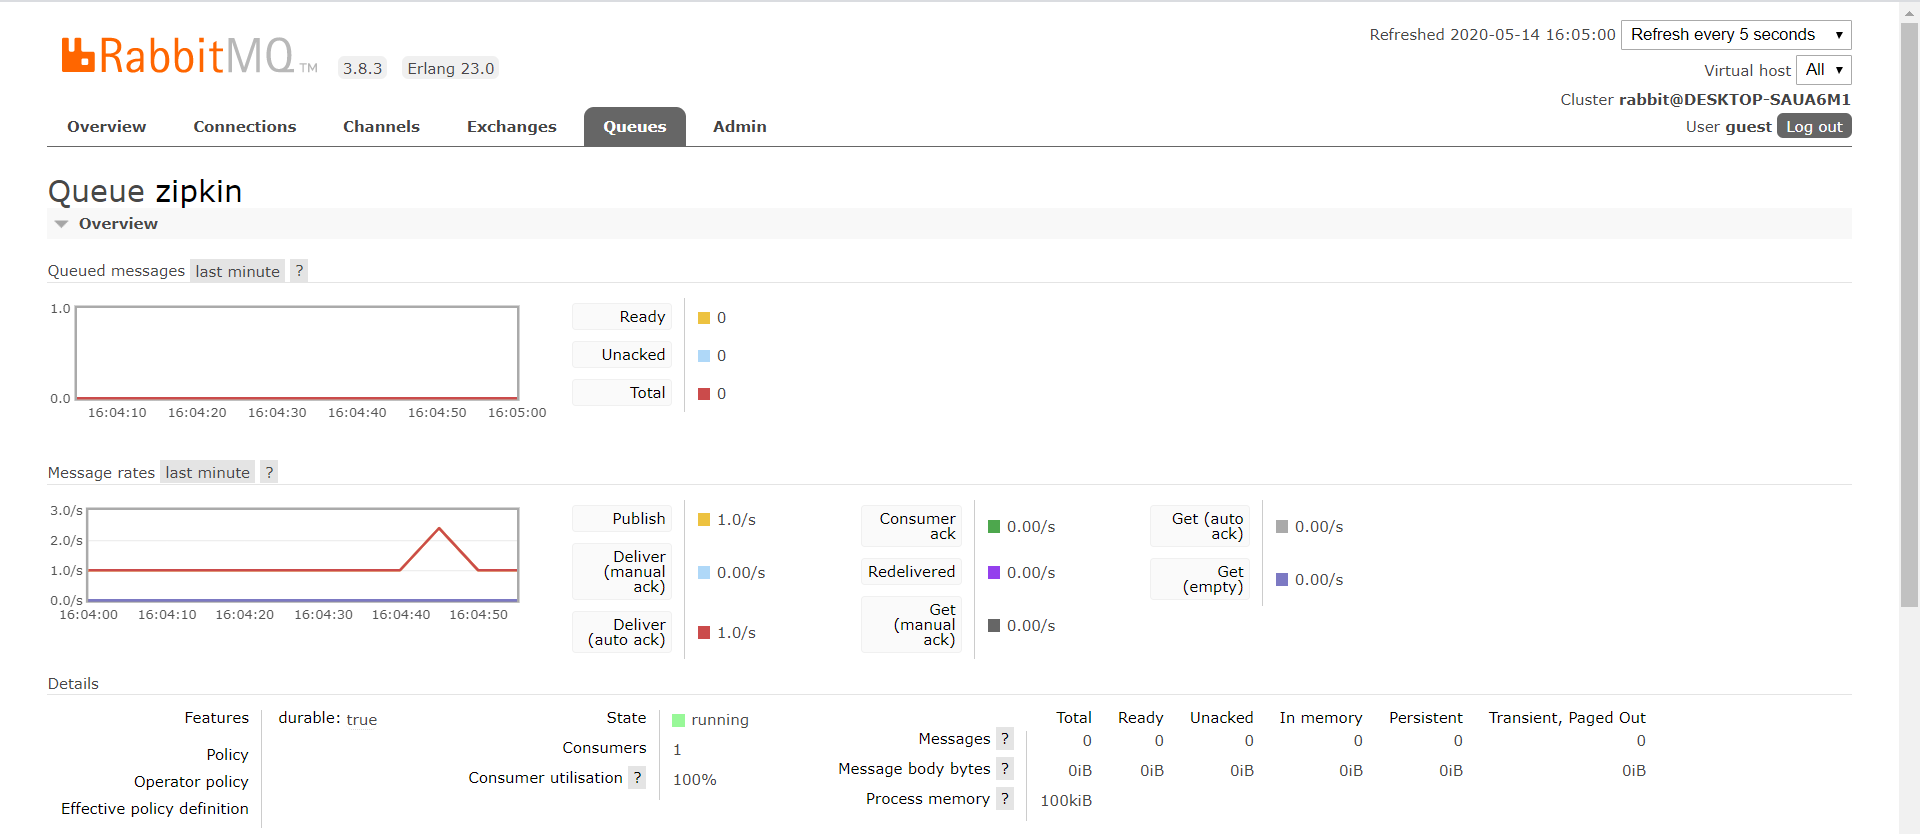 Refreshed 2020-05-14 16:05:00 Refresh every 5 seconds
RabbitMQ TM 3.8.3 Erlang 23.0
Virtual host All
Cluster rabbit@DESKTOP-SAUA6M1
User guest Log out
Overview Connections Channels Exchanges Queues Admin
Queue zipkin
Overview
Queued messages last minute ?
1.0
0.0
16:04:10 16:04:20 16:04:30 16:04:40 16:04:50 16:05:00
Ready 0
Unacked 0
Total 0
Message rates last minute ?
3.0/s
2.0/s
1.0/s
0.0/s
16:04:00 16:04:10 16:04:20 16:04:30 16:04:40 16:04:50
Publish 1.0/s
Deliver
(manual 0.00/s
ack)
Deliver
(auto ack) 1.0/s
Consumer
ack 0.00/s
Redelivered 0.00/s
Get
(manual 0.00/s
ack)
Get (auto
ack) 0.00/s
Get
(empty) 0.00/s
Details
Features durable: true
Policy
Operator policy
Effective policy definition
State running
Consumers 1
Consumer utilisation ? 100%
Total Ready Unacked In memory Persistent Transient, Paged Out
Messages ? 0 0 0 0 0 0
Message body bytes ? 0iB 0iB 0iB 0iB 0iB 0iB
Process memory ? 100kiB